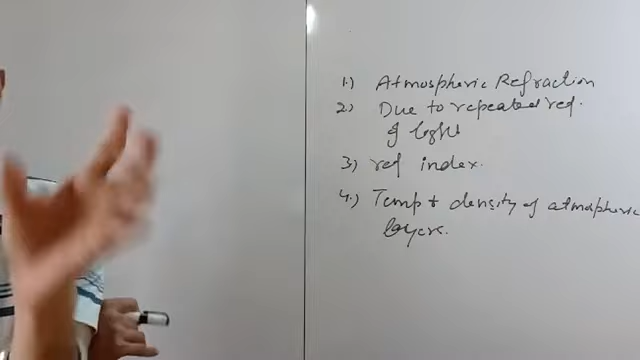 1.) Atmospheric Refraction
2.) Due to repeated ref.
of light
3) ref index.
4.) Temp + density of atmospheric
layers.